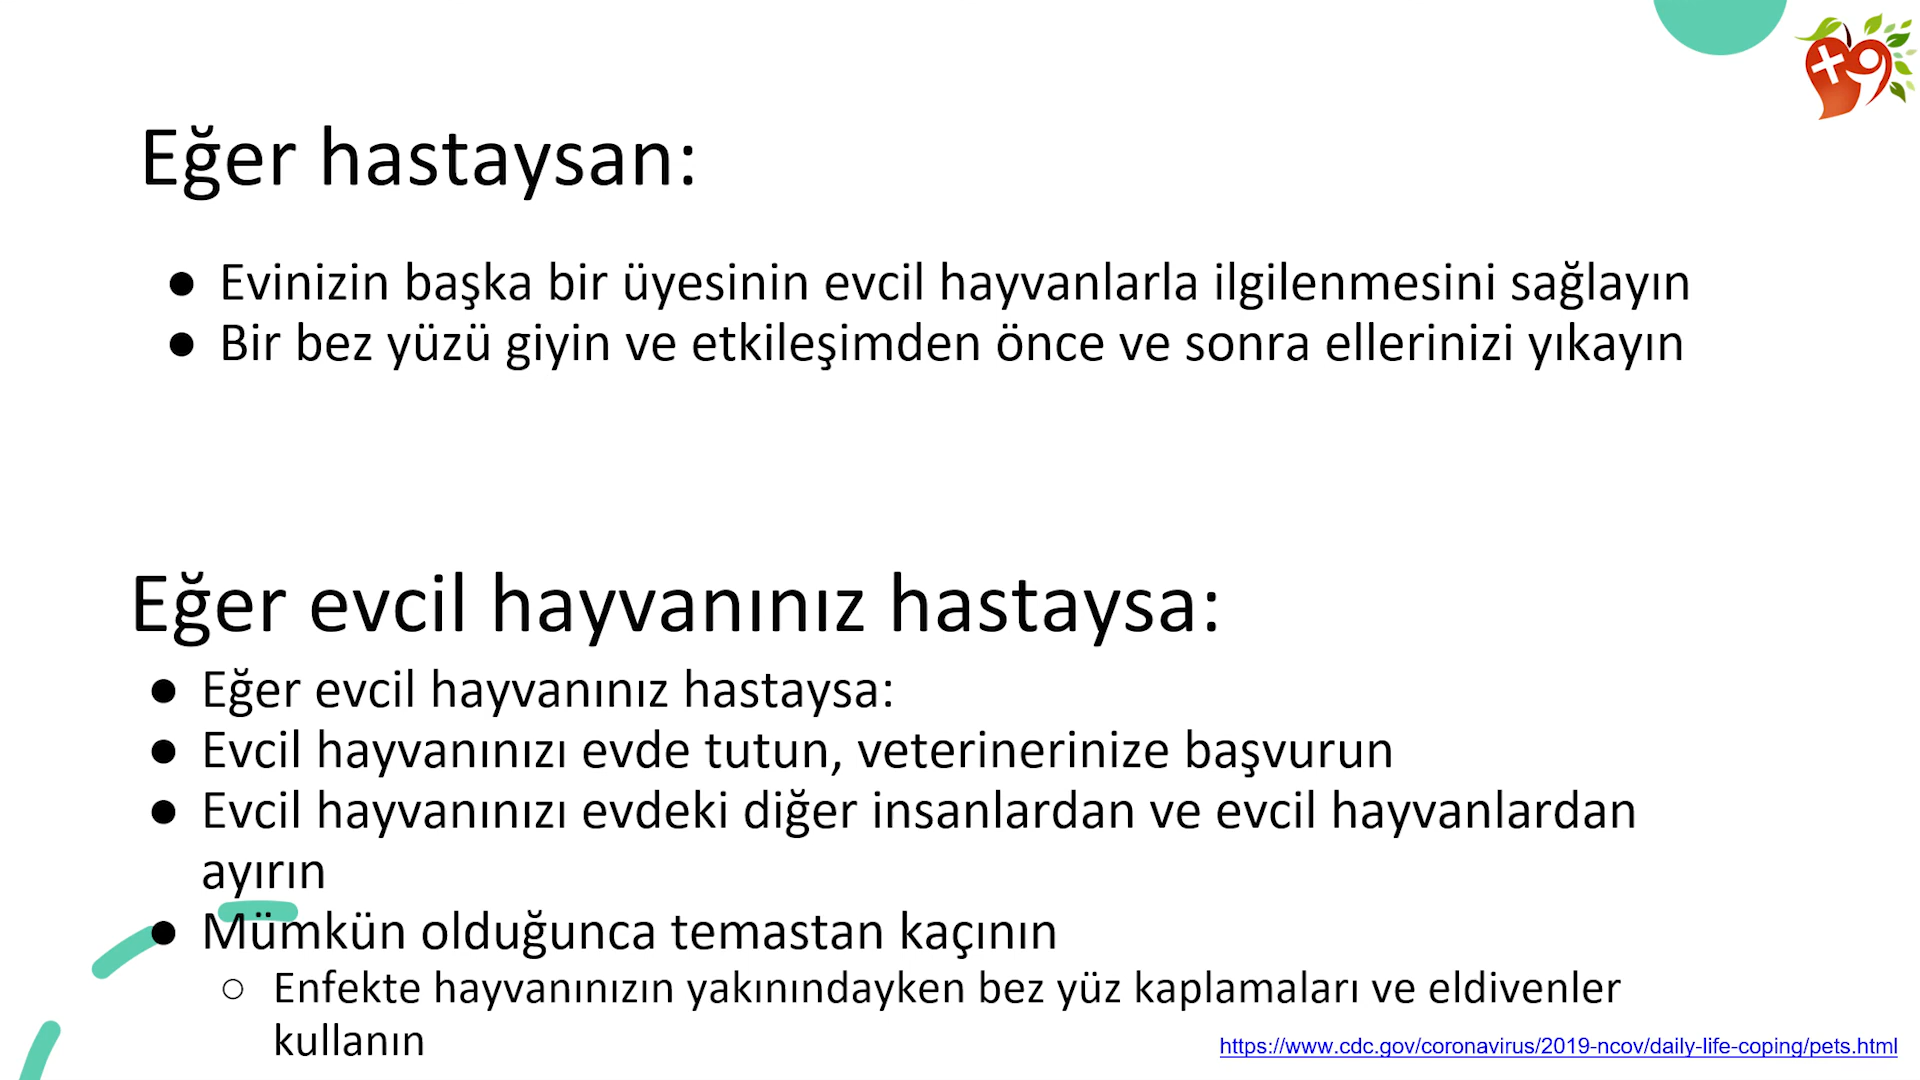 Eğer hastaysan:
● Evinizin başka bir üyesinin evcil hayvanlarla ilgilenmesini sağlayın
● Bir bez yüzü giyin ve etkileşimden önce ve sonra ellerinizi yıkayın
Eğer evcil hayvanınız hastaysa:
● Eğer evcil hayvanınız hastaysa:
● Evcil hayvanınızı evde tutun, veterinerinize başvurun
● Evcil hayvanınızı evdeki diğer insanlardan ve evcil hayvanlardan
ayırın
● Mümkün olduğunca temastan kaçının
○ Enfekte hayvanınızın yakınındayken bez yüz kaplamaları ve eldivenler
kullanın
https://www.cdc.gov/coronavirus/2019-ncov/daily-life-coping/pets.html